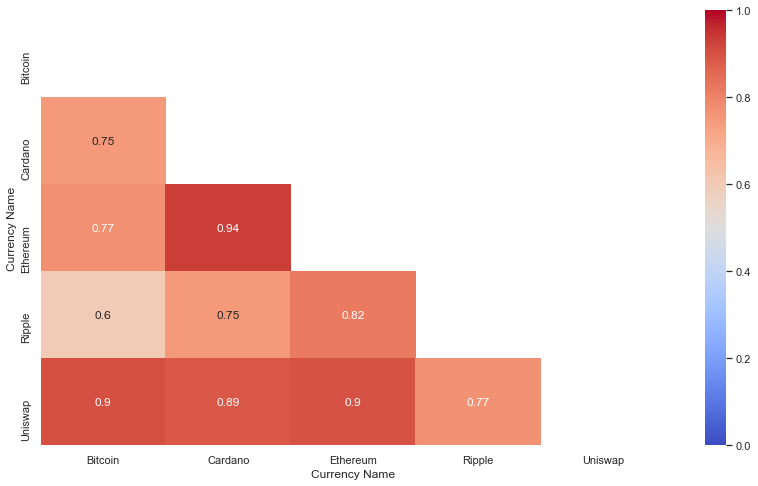 1.0
Bitcoin
0.8
0.75
Cardano
0.6
0.77 0.94
Ethereum
Currency Name
0.4
0.6 0.75 0.82
Ripple
0.2
0.9 0.89 0.9 0.77
Uniswap
0.0
Bitcoin Cardano Ethereum Ripple Uniswap
Currency Name